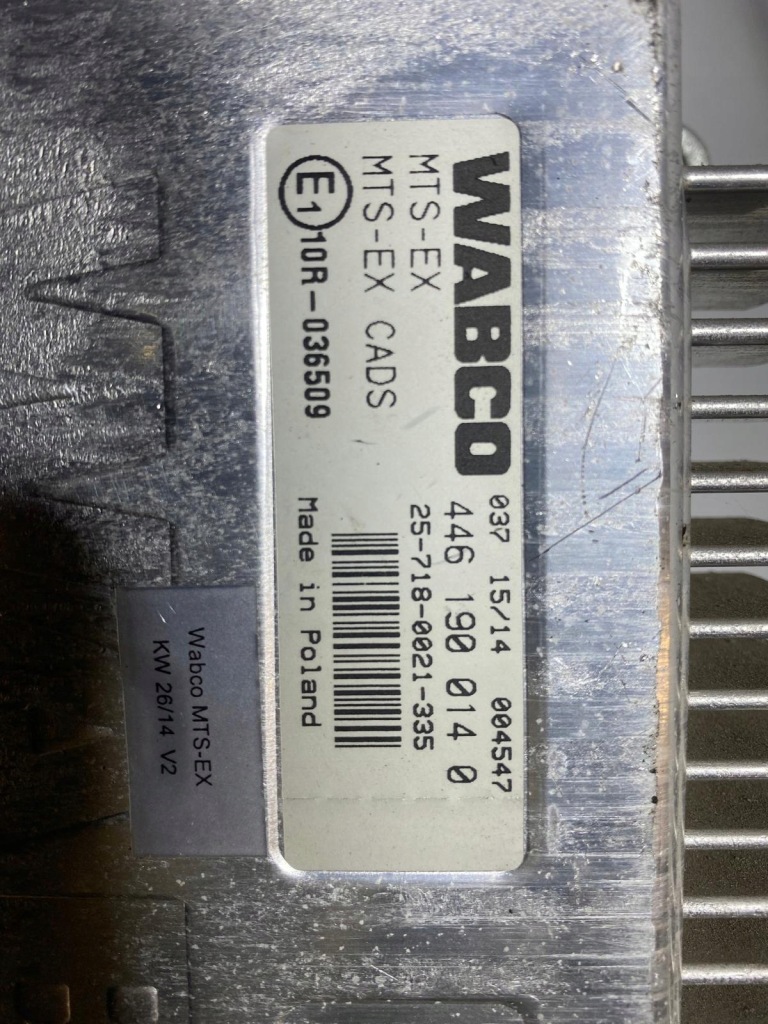 WABCO
MTS-EX
MTS-EX CADS
E1 10R-036509
037 15/14 004547
446 190 014 0
25-718-0021-335
Made in Poland
Wabco MTS-EX
KW 26/14 V2